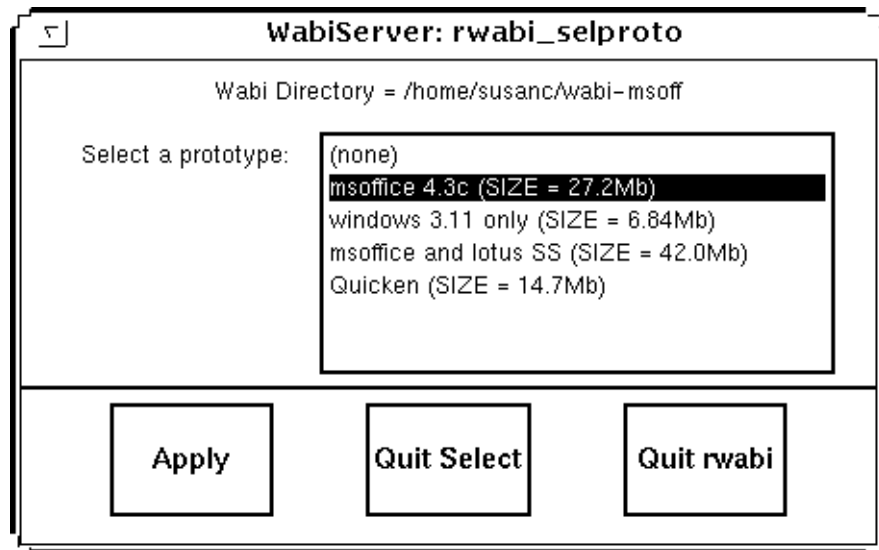 WabiServer: rwabi_selproto
Wabi Directory = /home/susanc/wabi-msoff
Select a prototype:
(none)
msoffice 4.3c (SIZE = 27.2Mb)
windows 3.11 only (SIZE = 6.84Mb)
msoffice and lotus SS (SIZE = 42.0Mb)
Quicken (SIZE = 14.7Mb)
Apply
Quit Select
Quit rwabi